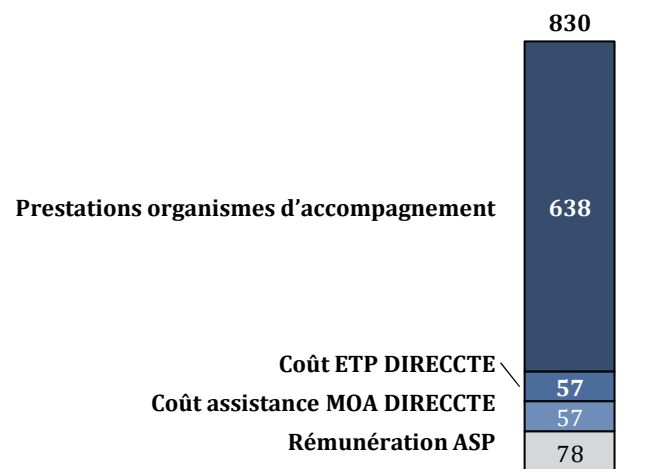 830
Prestations organismes d’accompagnement 638
Coût ETP DIRECCTE 57
Coût assistance MOA DIRECCTE 57
Rémunération ASP 78